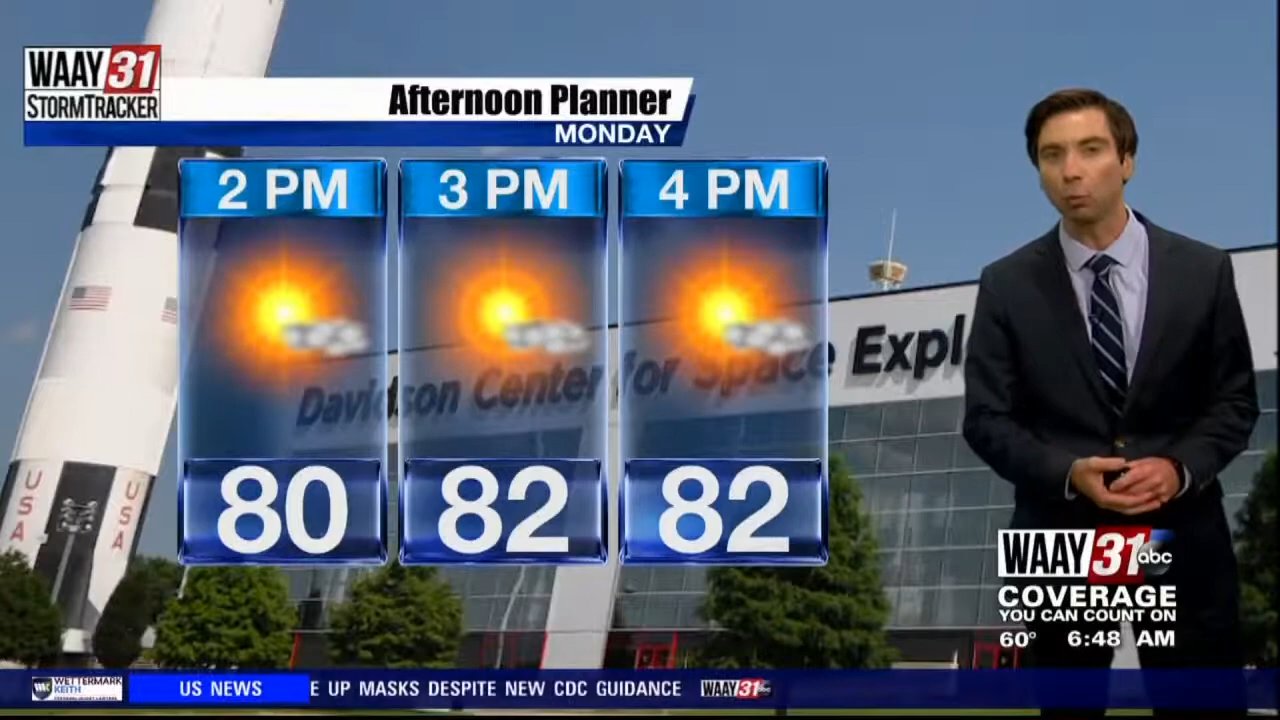 WAAY 31
STORMTRACKER
Afternoon Planner
MONDAY
2 PM
3 PM
4 PM
80
82
82
Davidson Center for Space Expl
USA
USA
WAAY 31 abc
COVERAGE
YOU CAN COUNT ON
60° 6:48 AM
WETTERMARK
KEITH
US NEWS
E UP MASKS DESPITE NEW CDC GUIDANCE
WAAY 31